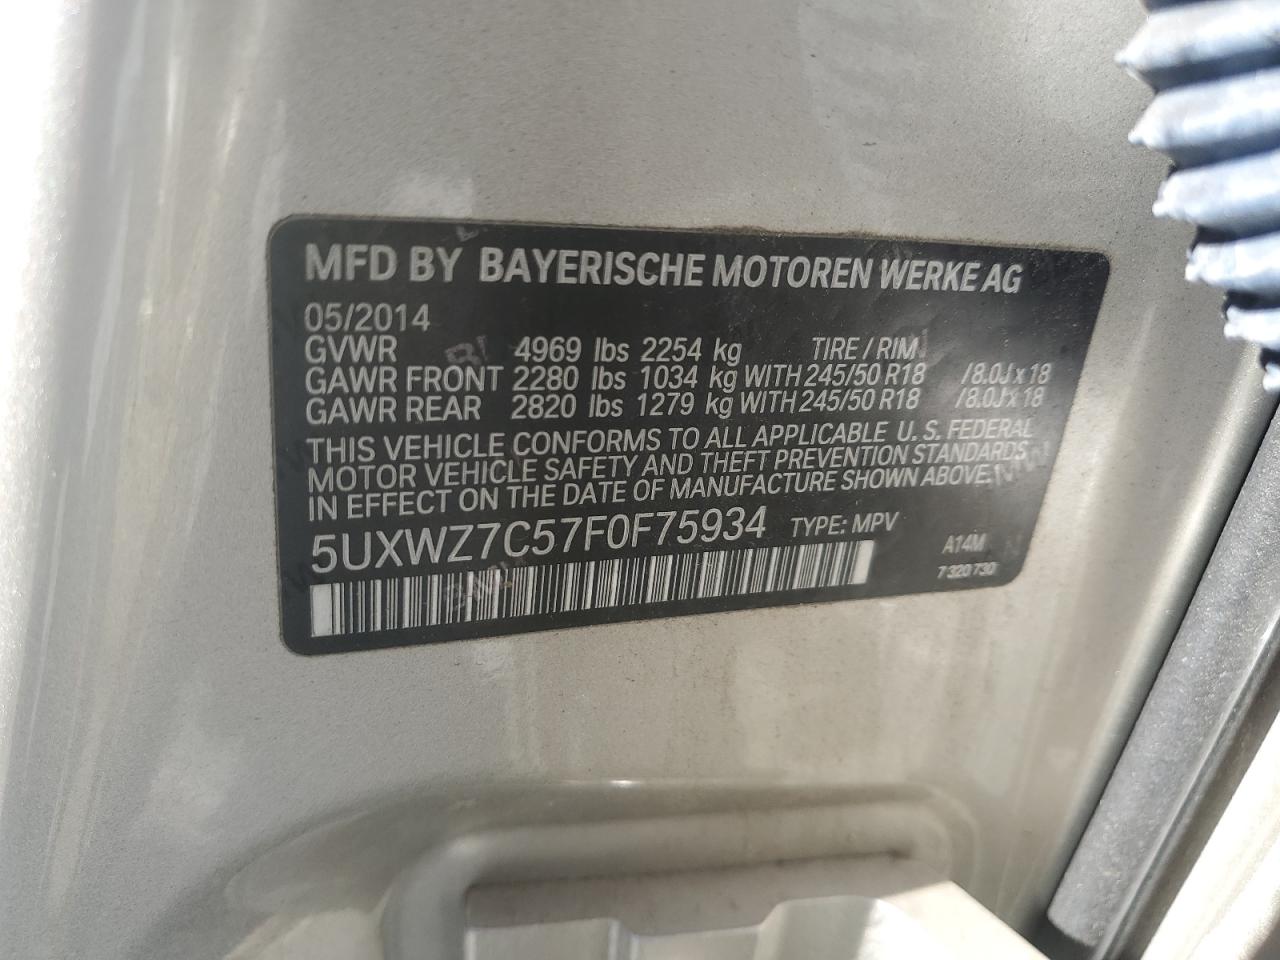 MFD BY BAYERISCHE MOTOREN WERKE AG
05/2014
GVWR 4969 lbs 2254 kg TIRE / RIM
GAWR FRONT 2280 lbs 1034 kg WITH 245/50 R18 /8.0J x 18
GAWR REAR 2820 lbs 1279 kg WITH 245/50 R18 /8.0J x 18
THIS VEHICLE CONFORMS TO ALL APPLICABLE U. S. FEDERAL
MOTOR VEHICLE SAFETY AND THEFT PREVENTION STANDARDS
IN EFFECT ON THE DATE OF MANUFACTURE SHOWN ABOVE.
5UXWZ7C57F0F75934 TYPE: MPV
A14M
7 320 730